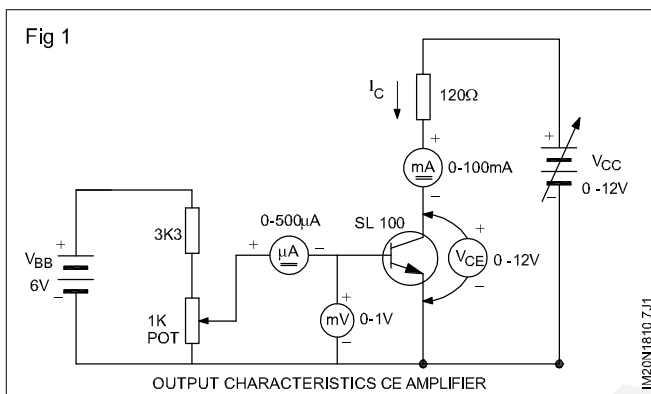 Fig 1
I_C
120Ω
+
mA
0-100mA
−
+
V_CC
0 -12V
−
0-500µA
SL 100
3K3
+
µA
−
+
V_CE
0 -12V
−
+
V_BB
6V
−
1K
POT
+
mV
0-1V
−
OUTPUT CHARACTERISTICS CE AMPLIFIER
IM20N1810 7J1